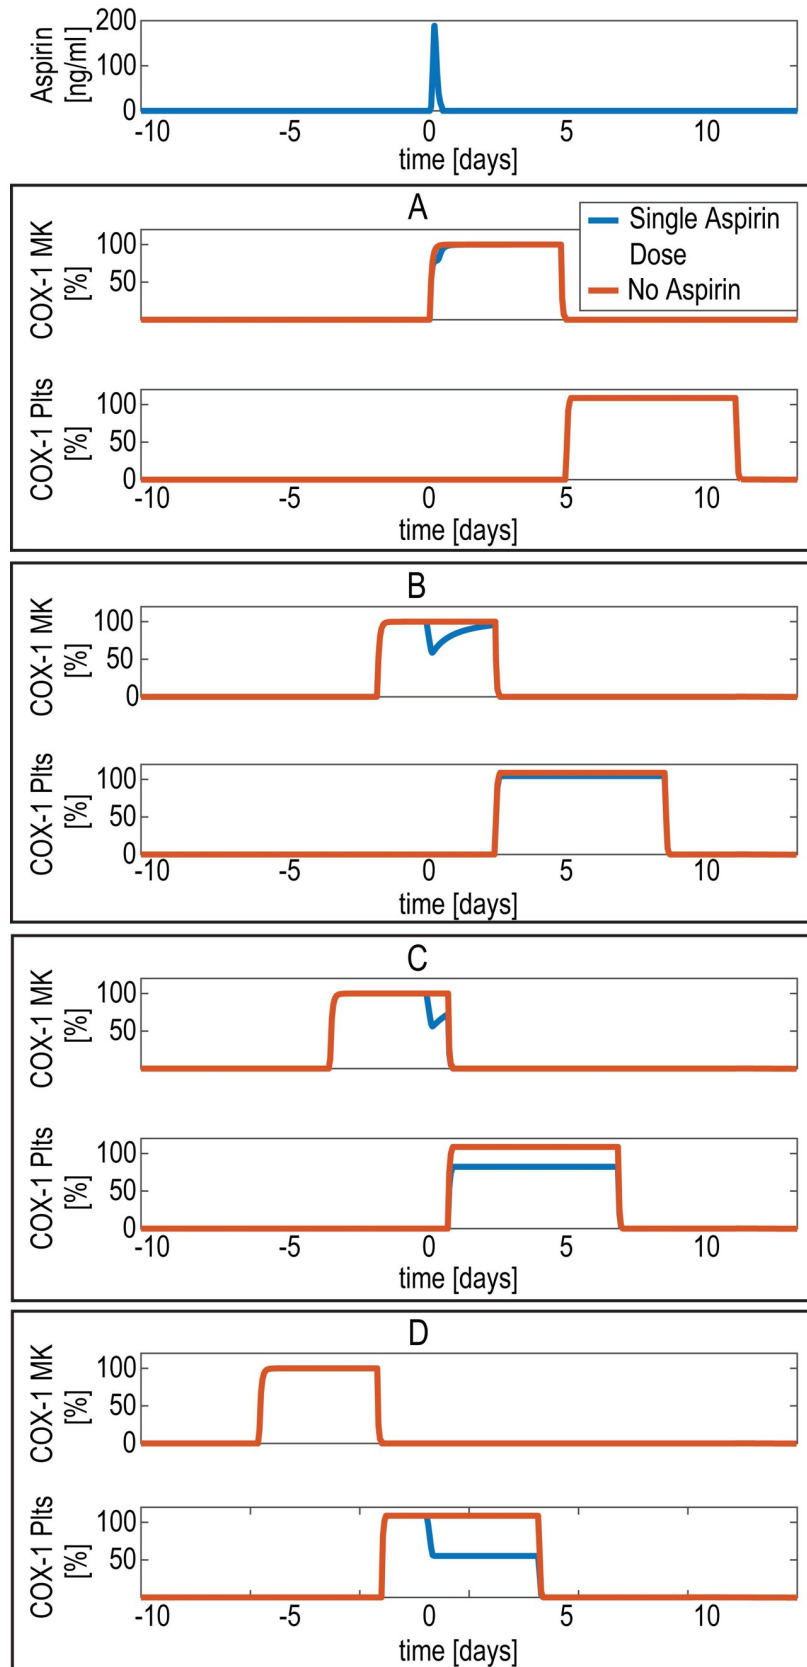 Aspirin
[ng/ml]
200
100
0
-10 -5 0 5 10
time [days]
A
Single Aspirin
Dose
No Aspirin
COX-1 MK
[%]
100
50
COX-1 Plts
[%]
100
50
0
-10 -5 0 5 10
time [days]
B
COX-1 MK
[%]
100
50
0
COX-1 Plts
[%]
100
50
0
-10 -5 0 5 10
time [days]
C
COX-1 MK
[%]
100
50
COX-1 Plts
[%]
100
50
0
-10 -5 0 5 10
time [days]
D
COX-1 MK
[%]
100
50
0
COX-1 Plts
[%]
100
50
-10 -5 0 5 10
time [days]